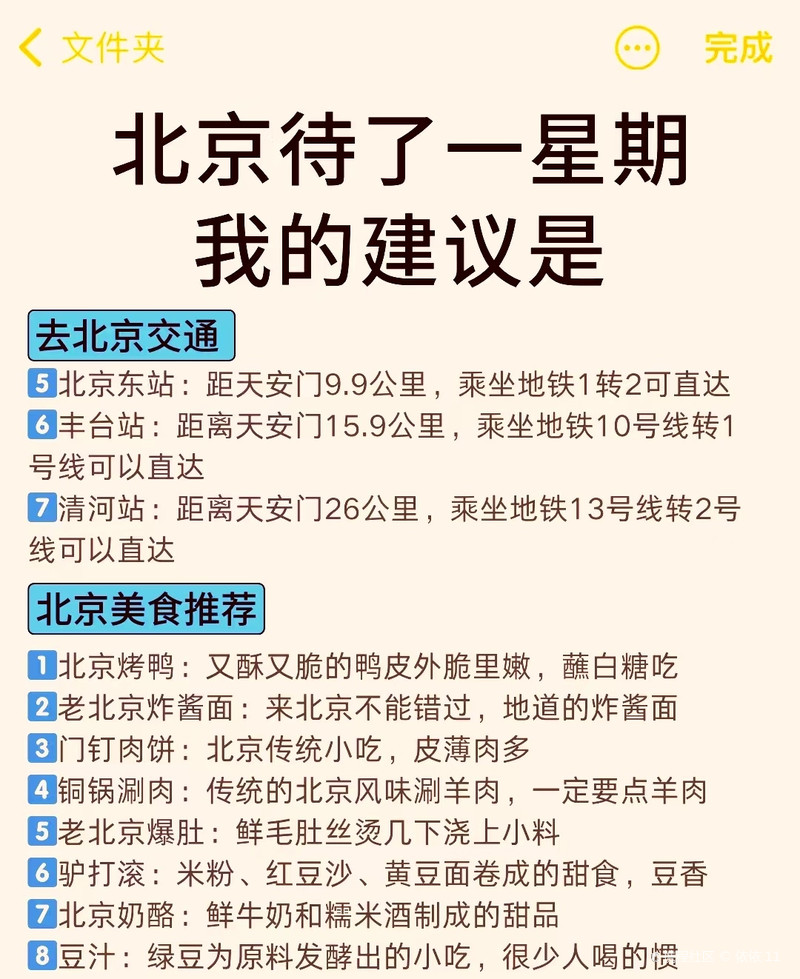 文件夹
完成
北京待了一星期
我的建议是
去北京交通
5北京东站：距天安门9.9公里，乘坐地铁1转2可直达
6丰台站：距离天安门15.9公里，乘坐地铁10号线转1
号线可以直达
7清河站：距离天安门26公里，乘坐地铁13号线转2号
线可以直达
北京美食推荐
1北京烤鸭：又酥又脆的鸭皮外脆里嫩，蘸白糖吃
2老北京炸酱面：来北京不能错过，地道的炸酱面
3门钉肉饼：北京传统小吃，皮薄肉多
4铜锅涮肉：传统的北京风味涮羊肉，一定要点羊肉
5老北京爆肚：鲜毛肚丝烫几下浇上小料
6驴打滚：米粉、红豆沙、黄豆面卷成的甜食，豆香
7北京奶酪：鲜牛奶和糯米酒制成的甜品
8豆汁：绿豆为原料发酵出的小吃，很少人喝的惯